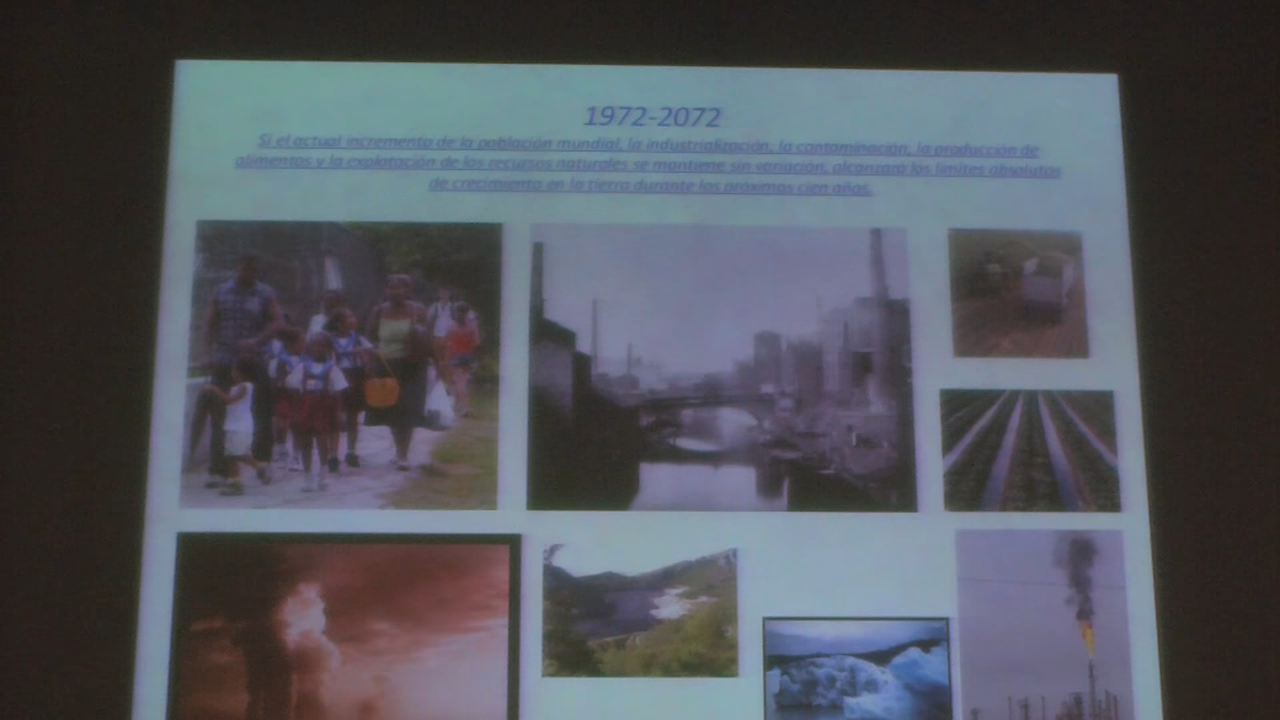 1972-2072
Si el actual incremento de la población mundial, la industrialización, la contaminación, la producción de
alimentos y la explotación de los recursos naturales se mantiene sin variación, alcanzará los límites absolutos
de crecimiento en la tierra durante los próximos cien años.